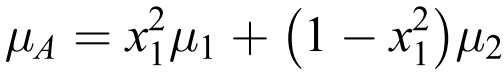 μ_A = x_1^2 μ_1 + (1 − x_1^2) μ_2